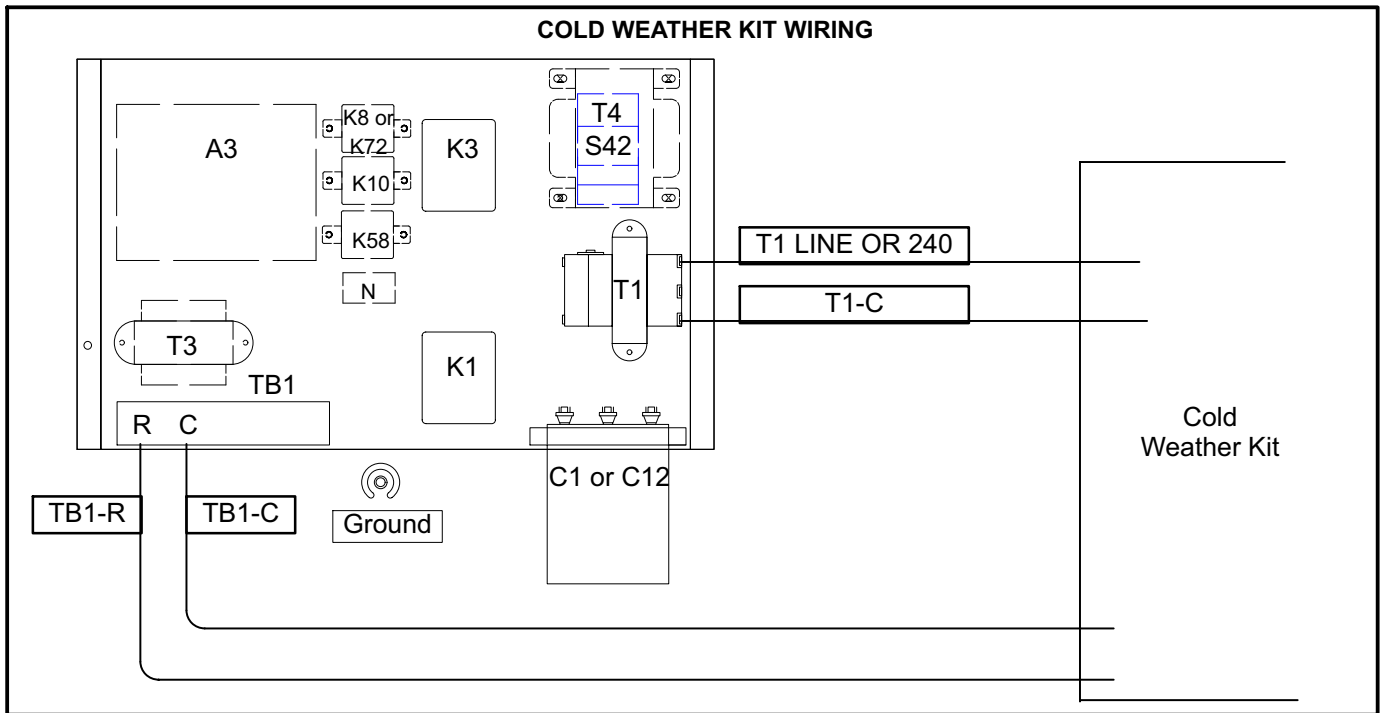 COLD WEATHER KIT WIRING
A3
K8 or
K72
K10
K58
N
K3
T4
S42
T1
T1 LINE OR 240
T1-C
T3
TB1
R C
K1
C1 or C12
Cold
Weather Kit
TB1-R
TB1-C
Ground